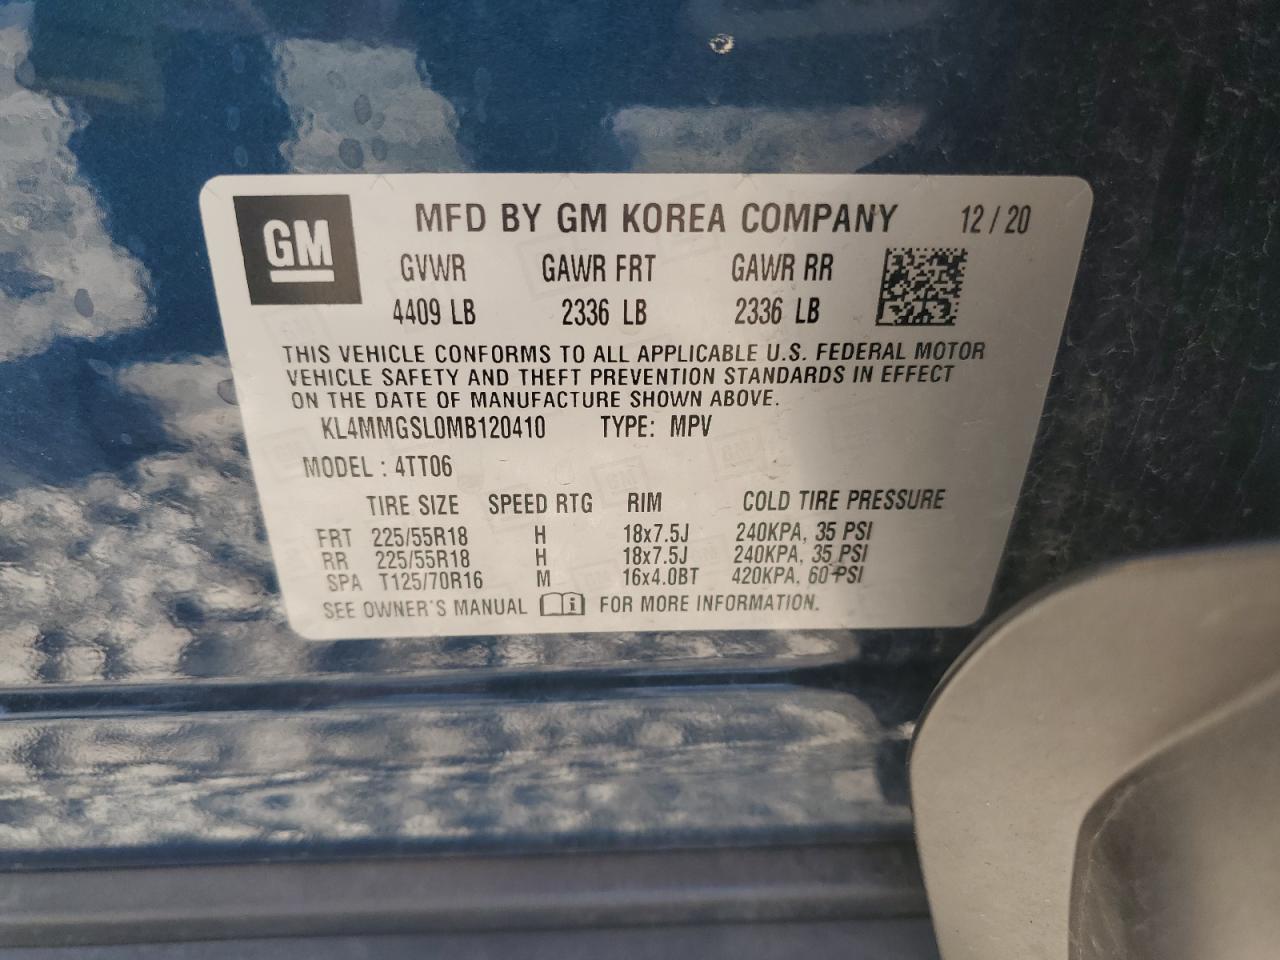 GM
MFD BY GM KOREA COMPANY 12 / 20
GVWR GAWR FRT GAWR RR
4409 LB 2336 LB 2336 LB
THIS VEHICLE CONFORMS TO ALL APPLICABLE U.S. FEDERAL MOTOR
VEHICLE SAFETY AND THEFT PREVENTION STANDARDS IN EFFECT
ON THE DATE OF MANUFACTURE SHOWN ABOVE.
KL4MMGSL0MB120410 TYPE: MPV
MODEL : 4TT06
TIRE SIZE SPEED RTG RIM COLD TIRE PRESSURE
FRT 225/55R18 H 18x7.5J 240KPA, 35 PSI
RR 225/55R18 H 18x7.5J 240KPA, 35 PSI
SPA T125/70R16 M 16x4.0BT 420KPA, 60 PSI
SEE OWNER'S MANUAL FOR MORE INFORMATION.